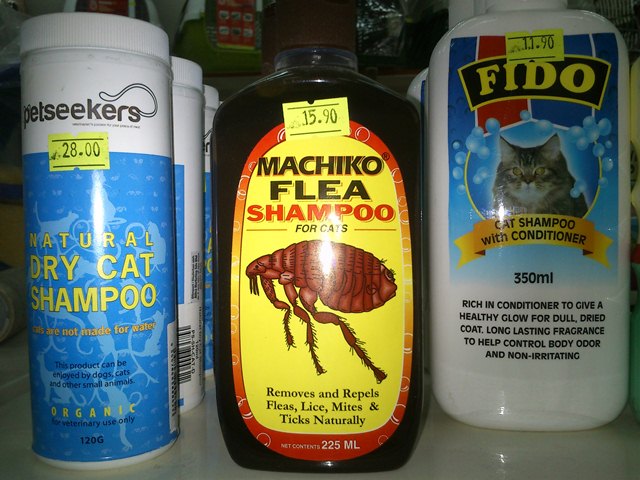 petseekers
28.00
NATURAL
DRY CAT
SHAMPOO
cats are not made for water
This product can be
enjoyed by dogs, cats
and other small animals.
ORGANIC
for veterinary use only
120G
15.90
MACHIKO®
FLEA
SHAMPOO
FOR CATS
Removes and Repels
Fleas, Lice, Mites &
Ticks Naturally
NET CONTENTS 225 ML
11.90
FIDO
CAT SHAMPOO
with CONDITIONER
350ml
RICH IN CONDITIONER TO GIVE A
HEALTHY GLOW FOR DULL, DRIED
COAT. LONG LASTING FRAGRANCE
TO HELP CONTROL BODY ODOR
AND NON-IRRITATING